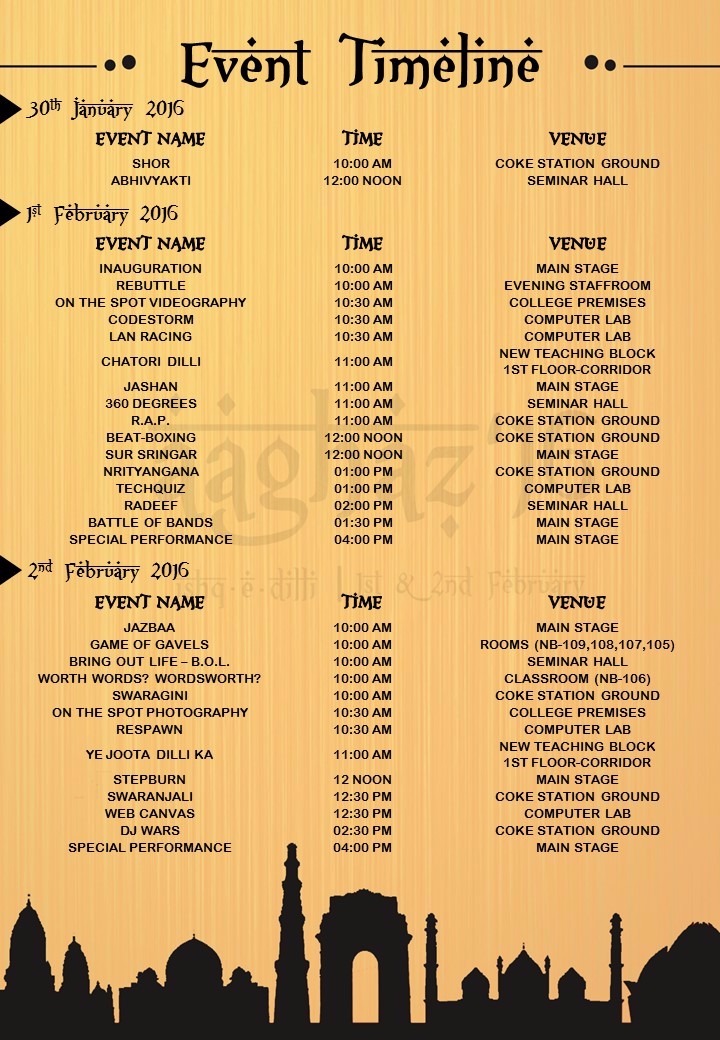 Event Timeline
30th January 2016
EVENT NAME TIME VENUE
SHOR 10:00 AM COKE STATION GROUND
ABHIVYAKTI 12:00 NOON SEMINAR HALL
1st February 2016
EVENT NAME TIME VENUE
INAUGURATION 10:00 AM MAIN STAGE
REBUTTLE 10:00 AM EVENING STAFFROOM
ON THE SPOT VIDEOGRAPHY 10:30 AM COLLEGE PREMISES
CODESTORM 10:30 AM COMPUTER LAB
LAN RACING 10:30 AM COMPUTER LAB
CHATORI DILLI 11:00 AM NEW TEACHING BLOCK
1ST FLOOR-CORRIDOR
JASHAN 11:00 AM MAIN STAGE
360 DEGREES 11:00 AM SEMINAR HALL
R.A.P. 11:00 AM COKE STATION GROUND
BEAT-BOXING 12:00 NOON COKE STATION GROUND
SUR SRINGAR 12:00 NOON MAIN STAGE
NRITYANGANA 01:00 PM COKE STATION GROUND
TECHQUIZ 01:00 PM COMPUTER LAB
RADEEF 02:00 PM SEMINAR HALL
BATTLE OF BANDS 01:30 PM MAIN STAGE
SPECIAL PERFORMANCE 04:00 PM MAIN STAGE
2nd February 2016
ishq-e-dilli | 1st & 2nd February
EVENT NAME TIME VENUE
JAZBAA 10:00 AM MAIN STAGE
GAME OF GAVELS 10:00 AM ROOMS (NB-109,108,107,105)
BRING OUT LIFE – B.O.L. 10:00 AM SEMINAR HALL
WORTH WORDS? WORDSWORTH? 10:00 AM CLASSROOM (NB-106)
SWARAGINI 10:00 AM COKE STATION GROUND
ON THE SPOT PHOTOGRAPHY 10:30 AM COLLEGE PREMISES
RESPAWN 10:30 AM COMPUTER LAB
YE JOOTA DILLI KA 11:00 AM NEW TEACHING BLOCK
1ST FLOOR-CORRIDOR
STEPBURN 12 NOON MAIN STAGE
SWARANJALI 12:30 PM COKE STATION GROUND
WEB CANVAS 12:30 PM COMPUTER LAB
DJ WARS 02:30 PM COKE STATION GROUND
SPECIAL PERFORMANCE 04:00 PM MAIN STAGE